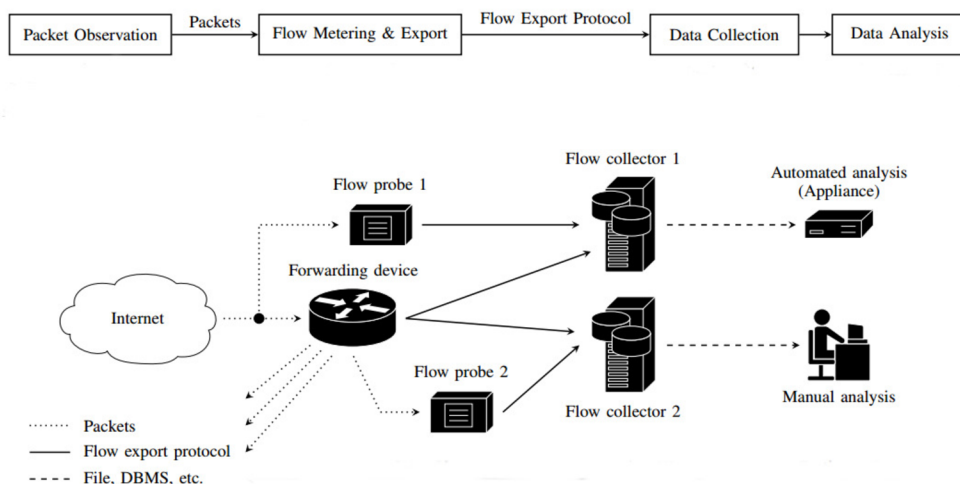 Packet Observation
Packets
Flow Metering & Export
Flow Export Protocol
Data Collection
Data Analysis
Flow collector 1
Automated analysis
(Appliance)
Flow probe 1
Forwarding device
Internet
Flow probe 2
Flow collector 2
Manual analysis
Packets
Flow export protocol
File, DBMS, etc.